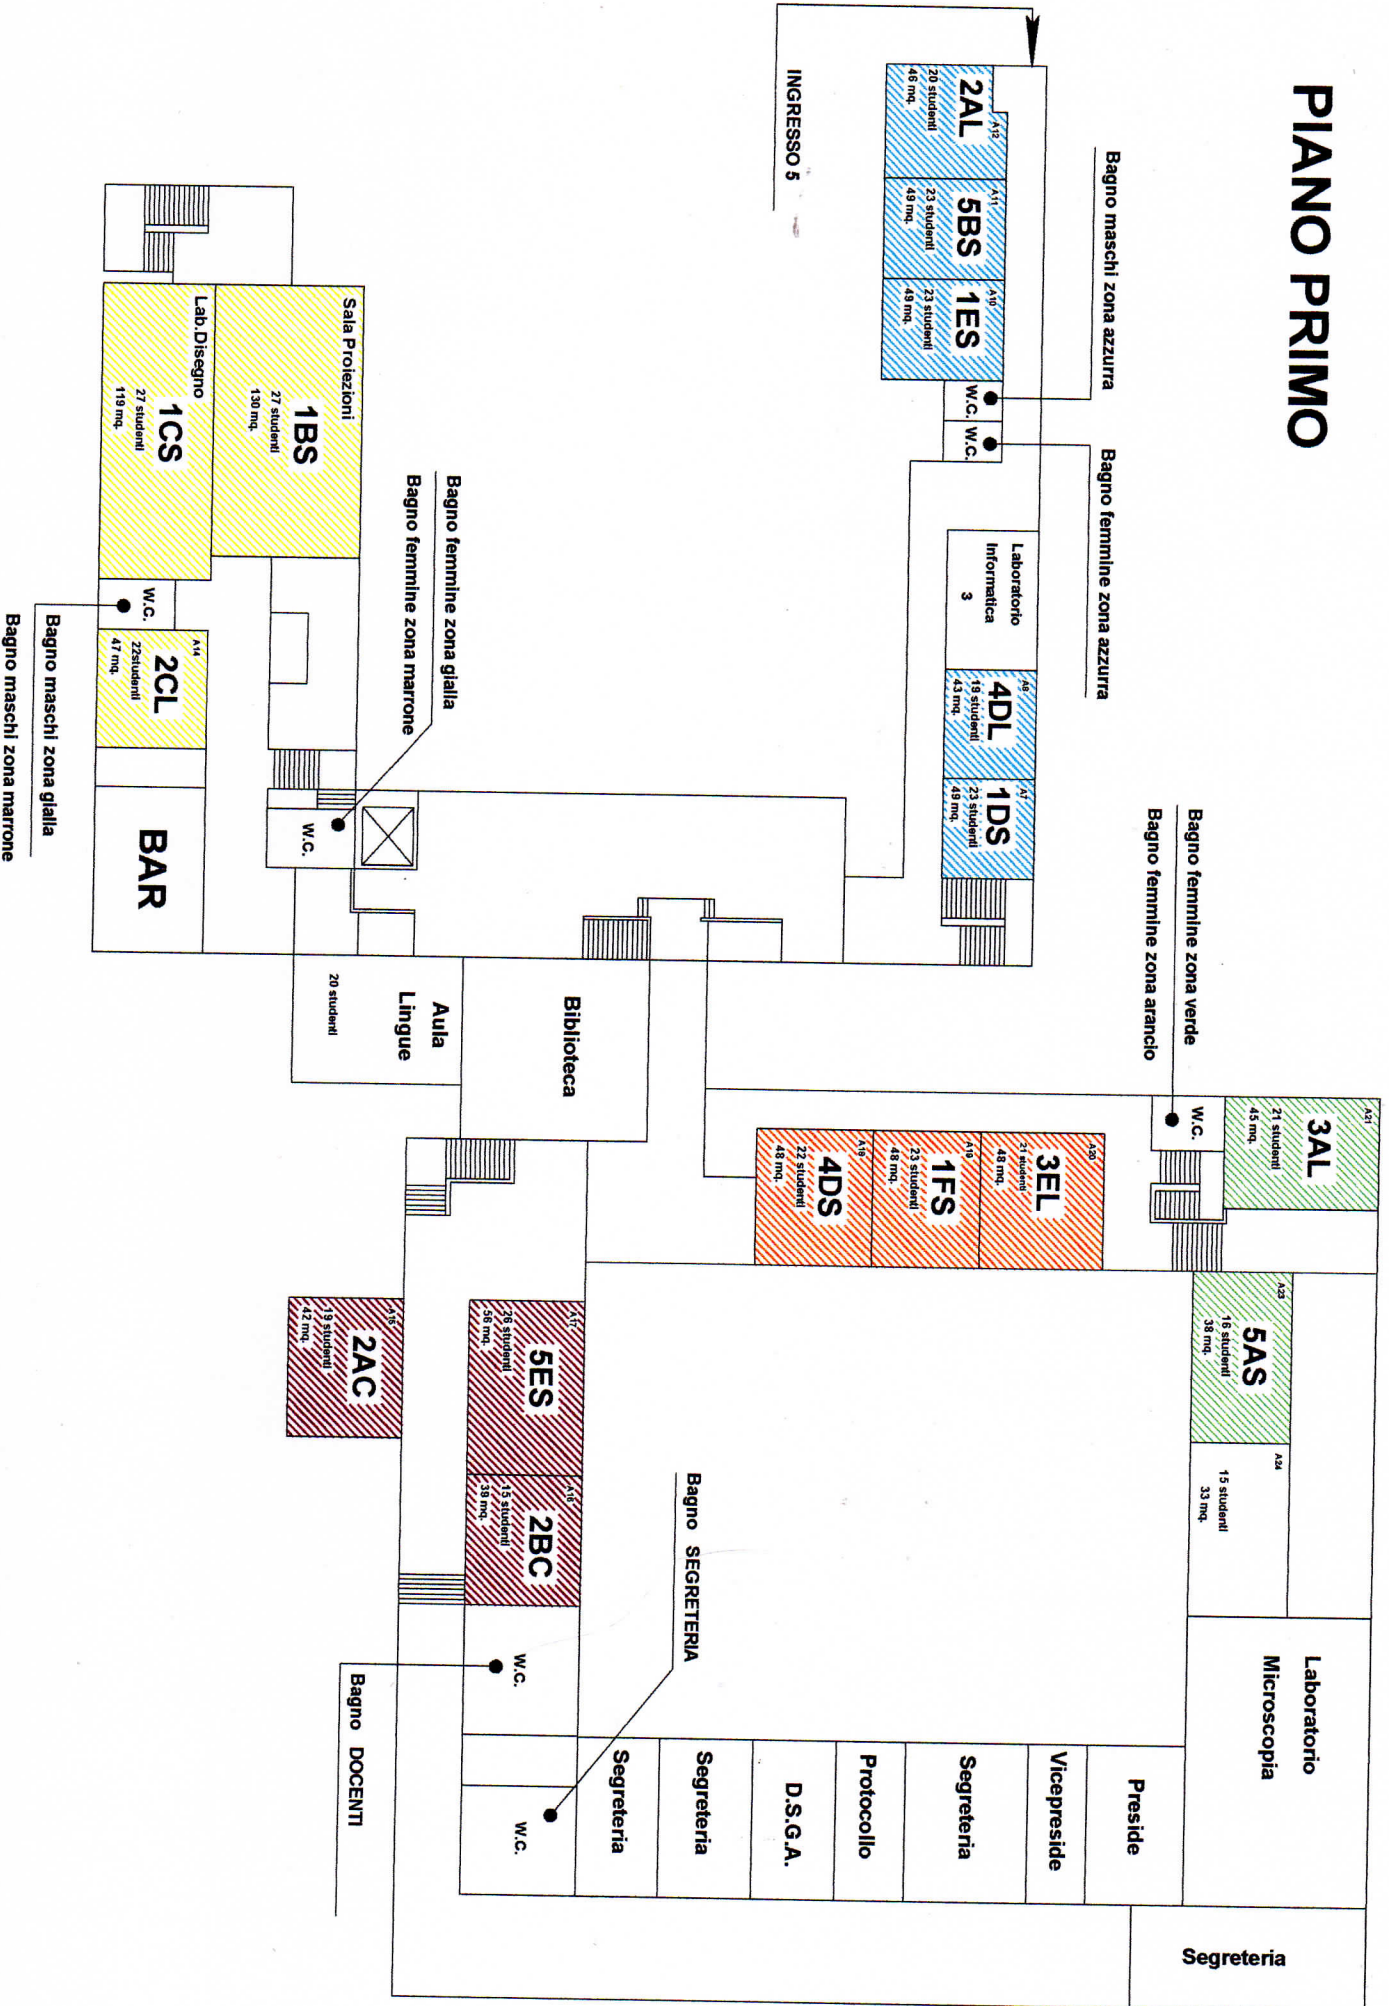 PIANO PRIMO
INGRESSO 5
Bagno maschi zona azzurra
Bagno femmine zona azzurra
A12
2AL
20 studenti
46 mq.
A11
5BS
23 studenti
49 mq.
A10
1ES
23 studenti
49 mq.
W.C.
W.C.
Laboratorio
Informatica
3
A8
4DL
19 studenti
43 mq.
A7
1DS
23 studenti
49 mq.
Bagno femmine zona verde
Bagno femmine zona arancio
W.C.
A21
3AL
21 studenti
45 mq.
A20
3EL
21 studenti
48 mq.
A19
1FS
23 studenti
48 mq.
4DS
22 studenti
48 mq.
A23
5AS
16 studenti
38 mq.
A24
15 studenti
33 mq.
Laboratorio
Microscopia
Preside
Vicepreside
Segreteria
Protocollo
D.S.G.A.
Segreteria
Segreteria
Segreteria
Sala Proiezioni
1BS
27 studenti
130 mq.
Lab.Disegno
1CS
27 studenti
119 mq.
W.C.
A14
2CL
22studenti
47 mq.
BAR
Bagno femmine zona gialla
Bagno femmine zona marrone
W.C.
Bagno maschi zona gialla
Bagno maschi zona marrone
Biblioteca
Aula
Lingue
20 studenti
A17
5ES
26 studenti
56 mq.
A16
2BC
15 studenti
39 mq.
2AC
19 studenti
42 mq.
W.C.
W.C.
Bagno SEGRETERIA
Bagno DOCENTI